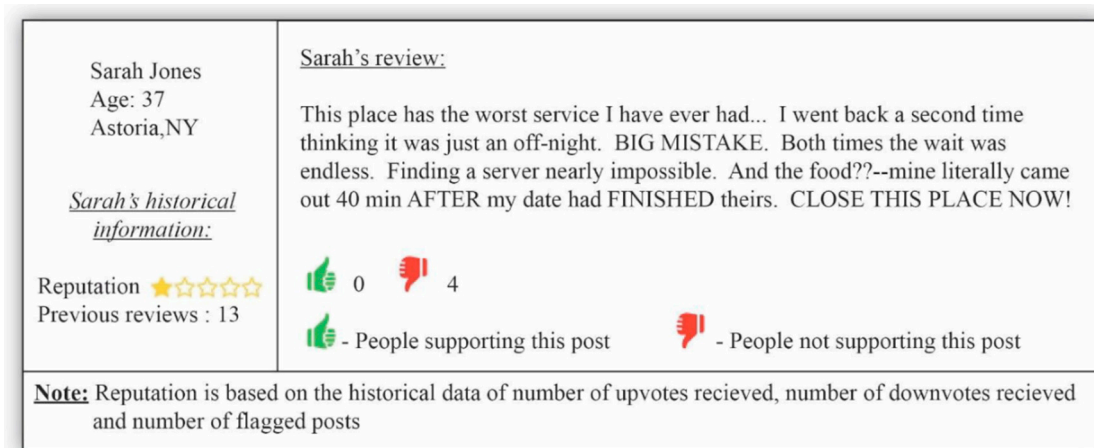 Sarah Jones
Age: 37
Astoria,NY
Sarah's historical
information:
Reputation
Previous reviews : 13
Sarah's review:
This place has the worst service I have ever had... I went back a second time
thinking it was just an off-night. BIG MISTAKE. Both times the wait was
endless. Finding a server nearly impossible. And the food??--mine literally came
out 40 min AFTER my date had FINISHED theirs. CLOSE THIS PLACE NOW!
0 4
- People supporting this post - People not supporting this post
Note: Reputation is based on the historical data of number of upvotes recieved, number of downvotes recieved
and number of flagged posts